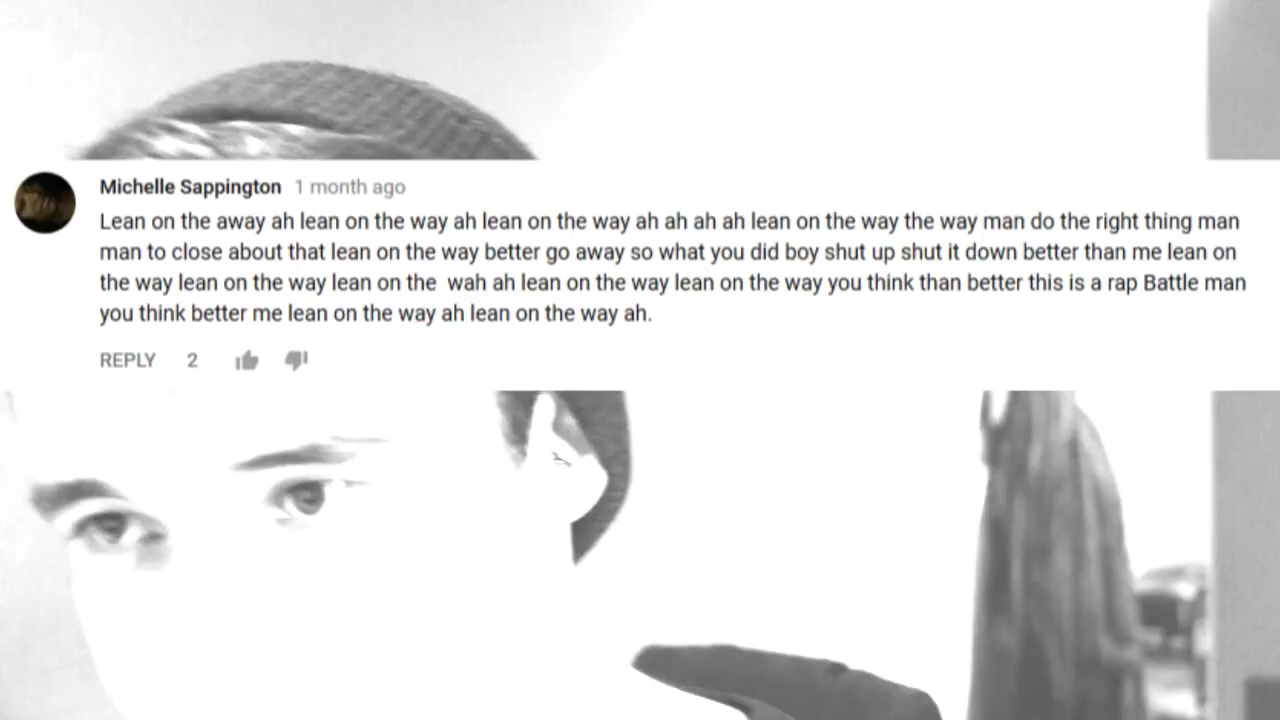 Michelle Sappington 1 month ago
Lean on the away ah lean on the way ah lean on the way ah ah ah ah lean on the way the way man do the right thing man
man to close about that lean on the way better go away so what you did boy shut up shut it down better than me lean on
the way lean on the way lean on the  wah ah lean on the way lean on the way you think than better this is a rap Battle man
you think better me lean on the way ah lean on the way ah.
REPLY 2